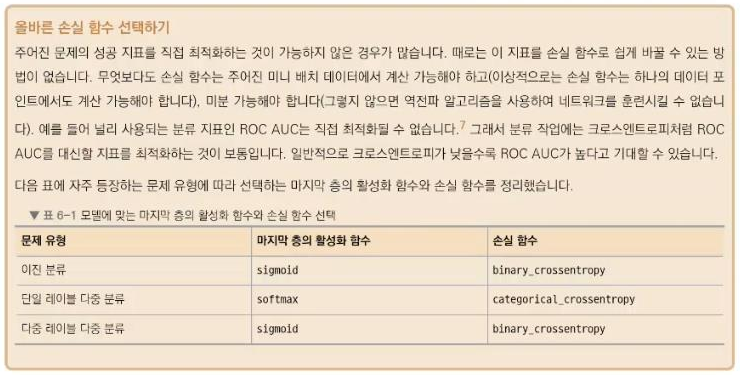 올바른 손실 함수 선택하기
주어진 문제의 성공 지표를 직접 최적화하는 것이 가능하지 않은 경우가 많습니다. 때로는 이 지표를 손실 함수로 쉽게 바꿀 수 있는 방
법이 없습니다. 무엇보다도 손실 함수는 주어진 미니 배치 데이터에서 계산 가능해야 하고(이상적으로는 손실 함수는 하나의 데이터 포
인트에서도 계산 가능해야 합니다), 미분 가능해야 합니다(그렇지 않으면 역전파 알고리즘을 사용하여 네트워크를 훈련시킬 수 없습니
다). 예를 들어 널리 사용되는 분류 지표인 ROC AUC는 직접 최적화될 수 없습니다.7 그래서 분류 작업에는 크로스엔트로피처럼 ROC
AUC를 대신할 지표를 최적화하는 것이 보통입니다. 일반적으로 크로스엔트로피가 낮을수록 ROC AUC가 높다고 기대할 수 있습니다.
다음 표에 자주 등장하는 문제 유형에 따라 선택하는 마지막 층의 활성화 함수와 손실 함수를 정리했습니다.
▼ 표 6-1 모델에 맞는 마지막 층의 활성화 함수와 손실 함수 선택
문제 유형 마지막 층의 활성화 함수 손실 함수
이진 분류 sigmoid binary_crossentropy
단일 레이블 다중 분류 softmax categorical_crossentropy
다중 레이블 다중 분류 sigmoid binary_crossentropy